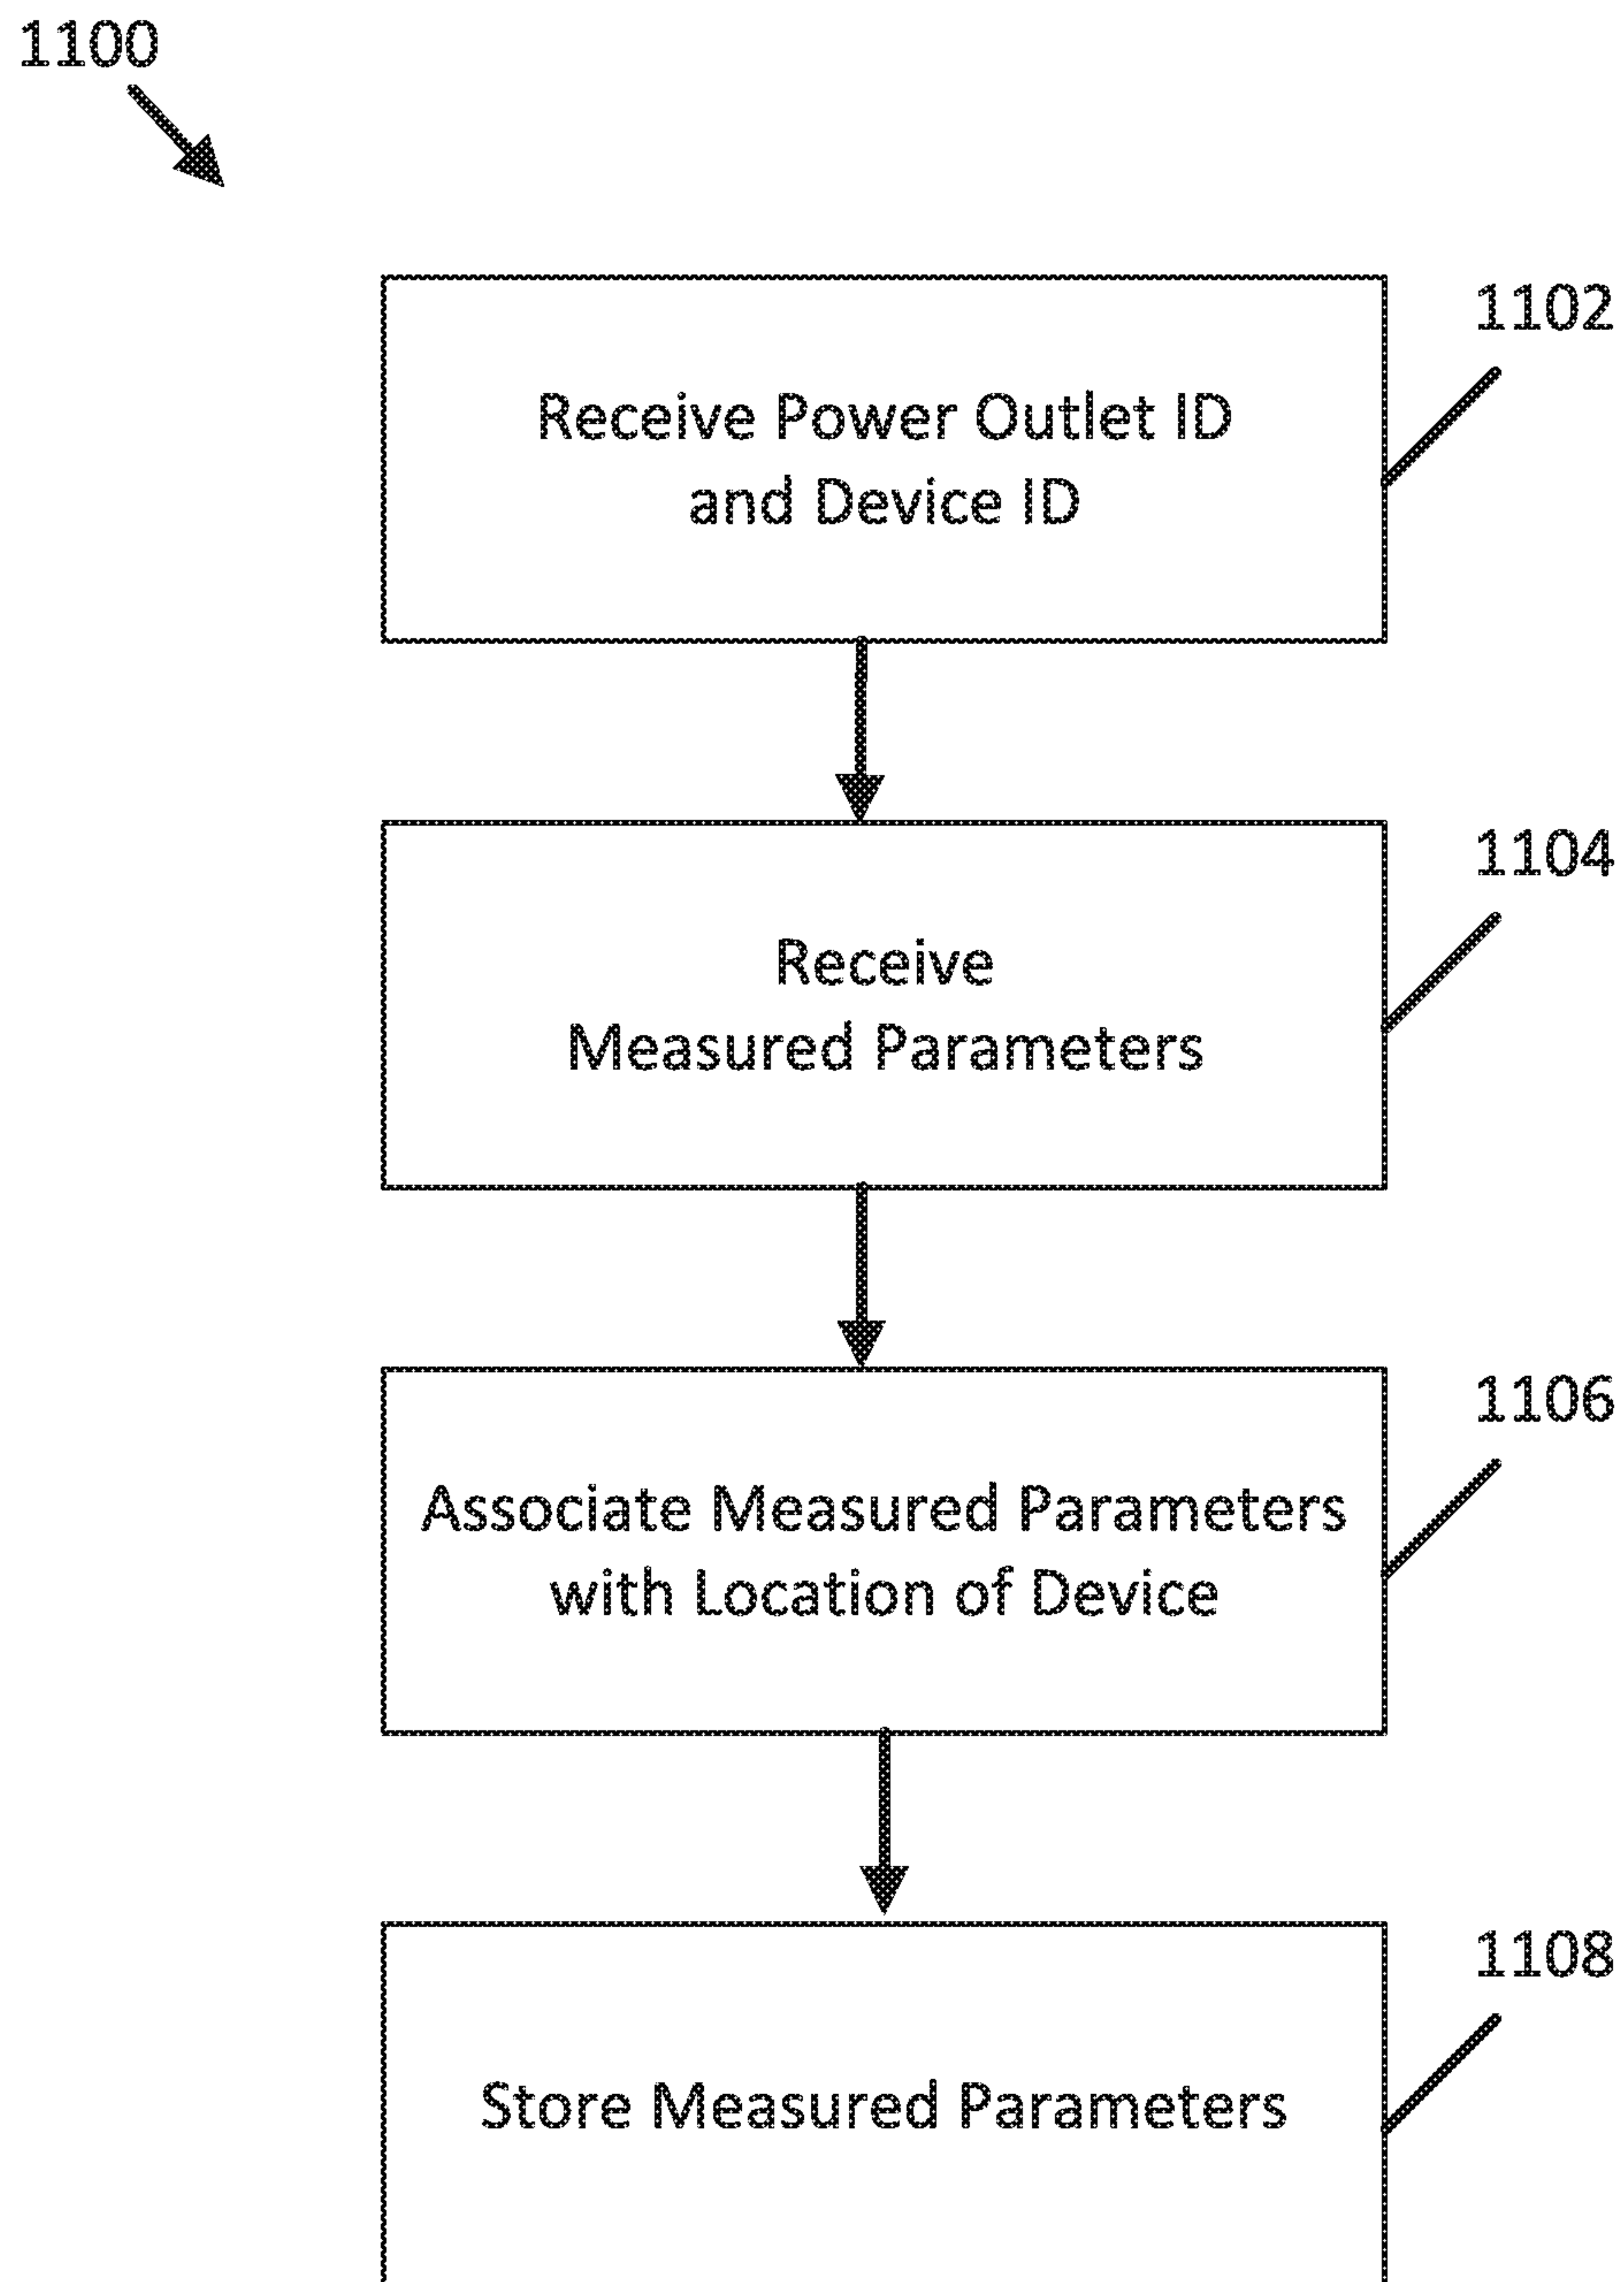 1100
1102
Receive Power Outlet ID
and Device ID
1104
Receive
Measured Parameters
1106
Associate Measured Parameters
with Location of Device
1108
Store Measured Parameters